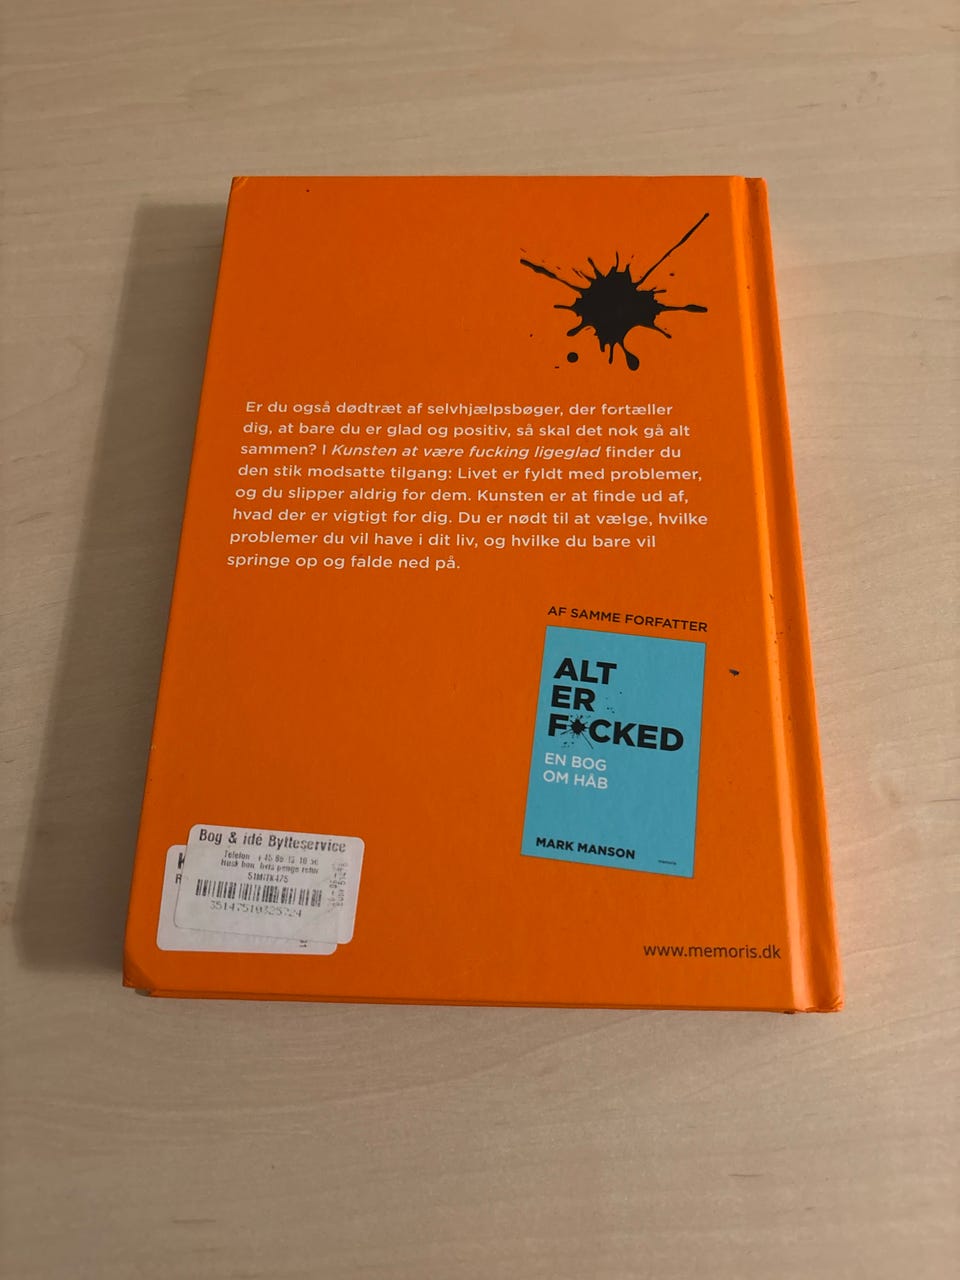 Er du også dødtræt af selvhjælpsbøger, der fortæller
dig, at bare du er glad og positiv, så skal det nok gå alt
sammen? I Kunsten at være fucking ligeglad finder du
den stik modsatte tilgang: Livet er fyldt med problemer,
og du slipper aldrig for dem. Kunsten er at finde ud af,
hvad der er vigtigt for dig. Du er nødt til at vælge, hvilke
problemer du vil have i dit liv, og hvilke du bare vil
springe op og falde ned på.
AF SAMME FORFATTER
ALT
ER
F*CKED
EN BOG
OM HÅB
MARK MANSON
memoris
Bog & idé Bytteservice
Telefon
35147510325724
www.memoris.dk